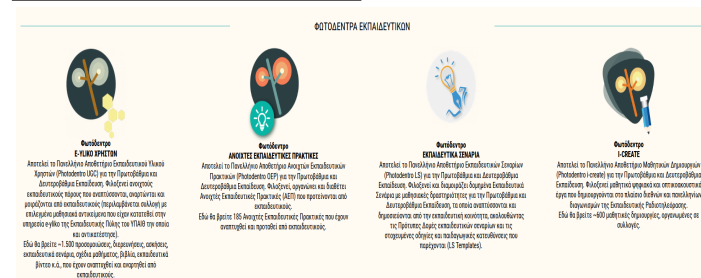 ΦΩΤΟΔΕΝΤΡΑ ΕΚΠΑΙΔΕΥΤΙΚΩΝ
Φωτόδεντρο
E-ΥΛΙΚΟ ΧΡΗΣΤΩΝ
Αποτελεί το Πανελλήνιο Αποθετήριο Εκπαιδευτικού Υλικού
Χρηστών (Photodentro UGC) για την Πρωτοβάθμια και
Δευτεροβάθμια Εκπαίδευση. Φιλοξενεί ανοιχτούς
εκπαιδευτικούς πόρους που αναπτύσσονται, αναρτώνται και
μοιράζονται από εκπαιδευτικούς (περιλαμβάνεται συλλογή με
επιλεγμένα μαθησιακά αντικείμενα που είχαν κατατεθεί στην
υπηρεσία e-yliko της Εκπαιδευτικής Πύλης του ΥΠΑΙΘ την οποία
και αντικατέστησε).
Εδώ θα βρείτε ~1.500 προσομοιώσεις, διερευνήσεις, ασκήσεις,
εκπαιδευτικά σενάρια, σχέδια μαθήματος, βιβλία, εκπαιδευτικά
βίντεο κ.ά., που έχουν αναπτυχθεί και αναρτηθεί από
εκπαιδευτικούς.
Φωτόδεντρο
ΑΝΟΙΧΤΕΣ ΕΚΠΑΙΔΕΥΤΙΚΕΣ ΠΡΑΚΤΙΚΕΣ
Αποτελεί το Πανελλήνιο Αποθετήριο Ανοιχτών Εκπαιδευτικών
Πρακτικών (Photodentro OEP) για την Πρωτοβάθμια και
Δευτεροβάθμια Εκπαίδευση. Φιλοξενεί, οργανώνει και διαθέτει
Ανοιχτές Εκπαιδευτικές Πρακτικές (ΑΕΠ) που προτείνονται από
εκπαιδευτικούς.
Εδώ θα βρείτε 185 Ανοιχτές Εκπαιδευτικές Πρακτικές που έχουν
αναπτυχθεί και προταθεί από εκπαιδευτικούς.
Φωτόδεντρο
ΕΚΠΑΙΔΕΥΤΙΚΑ ΣΕΝΑΡΙΑ
Αποτελεί το Πανελλήνιο Αποθετήριο Εκπαιδευτικών Σεναρίων
(Photodentro LS) για την Πρωτοβάθμια και Δευτεροβάθμια
Εκπαίδευση. Φιλοξενεί και διαμοιράζει δομημένα Εκπαιδευτικά
Σενάρια με μαθησιακές δραστηριότητες για την Πρωτοβάθμια και
Δευτεροβάθμια Εκπαίδευση, τα οποία αναπτύσσονται και
δημοσιεύονται από την εκπαιδευτική κοινότητα, ακολουθώντας
τις Πρότυπες Δομές εκπαιδευτικών σεναρίων και τις
στοχευμένες οδηγίες και παιδαγωγικές κατευθύνσεις που
παρέχονται (LS Templates).
Φωτόδεντρο
i-CREATE
Αποτελεί το Πανελλήνιο Αποθετήριο Μαθητικών Δημιουργιών
(Photodentro i-create) για την Πρωτοβάθμια και Δευτεροβάθμια
Εκπαίδευση. Φιλοξενεί μαθητικά ψηφιακά και οπτικοακουστικά
έργα που δημιουργούνται στο πλαίσιο διεθνών και πανελλήνιων
διαγωνισμών της Εκπαιδευτικής Ραδιοτηλεόρασης.
Εδώ θα βρείτε ~600 μαθητικές δημιουργίες, οργανωμένες σε
συλλογές.